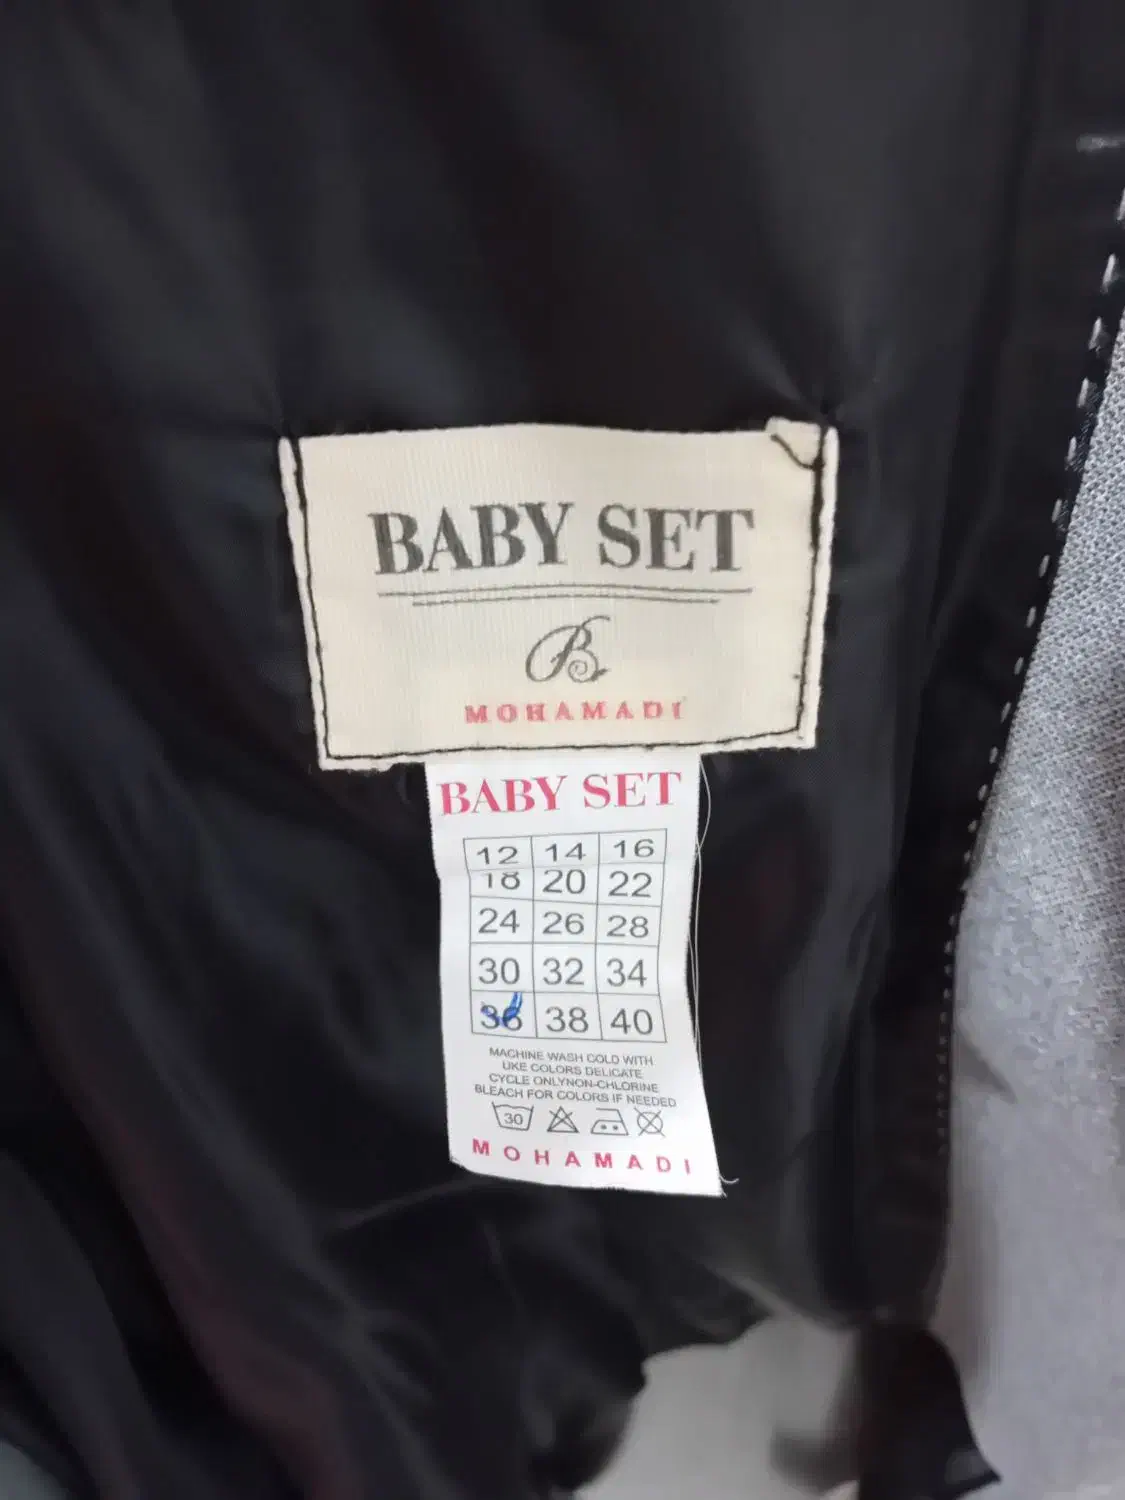 BABY SET
B
MOHAMADI
BABY SET
12 14 16
18 20 22
24 26 28
30 32 34
36 38 40
MACHINE WASH COLD WITH
UKE COLORS DELICATE
CYCLE ONLYNON-CHLORINE
BLEACH FOR COLORS IF NEEDED
30
MOHAMADI